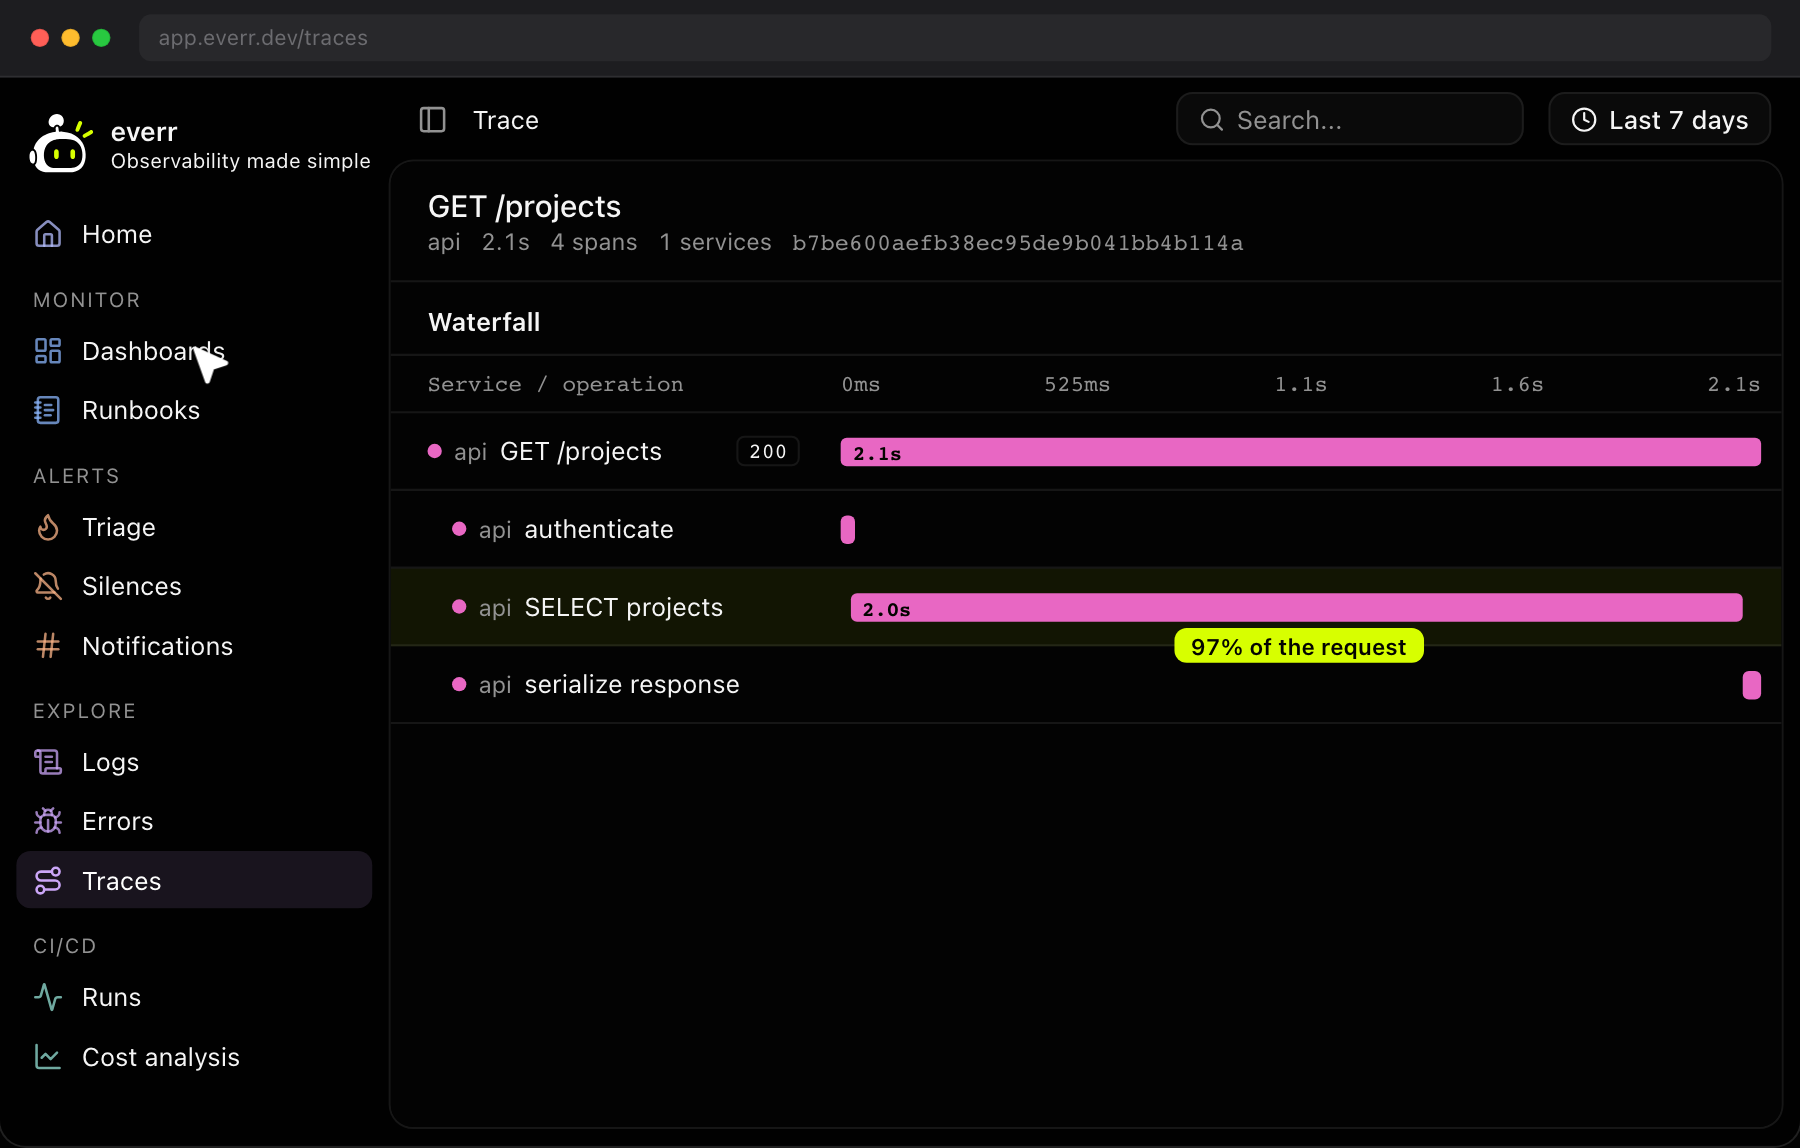 app.everr.dev/traces
everr
Observability made simple
Home
MONITOR
Dashboards
Runbooks
ALERTS
Triage
Silences
Notifications
EXPLORE
Logs
Errors
Traces
CI/CD
Runs
Cost analysis
Trace
Search...
Last 7 days
GET /projects
api 2.1s 4 spans 1 services b7be600aefb38ec95de9b041bb4b114a
Waterfall
Service / operation 0ms 525ms 1.1s 1.6s 2.1s
api GET /projects 200 2.1s
api authenticate
api SELECT projects 2.0s
97% of the request
api serialize response